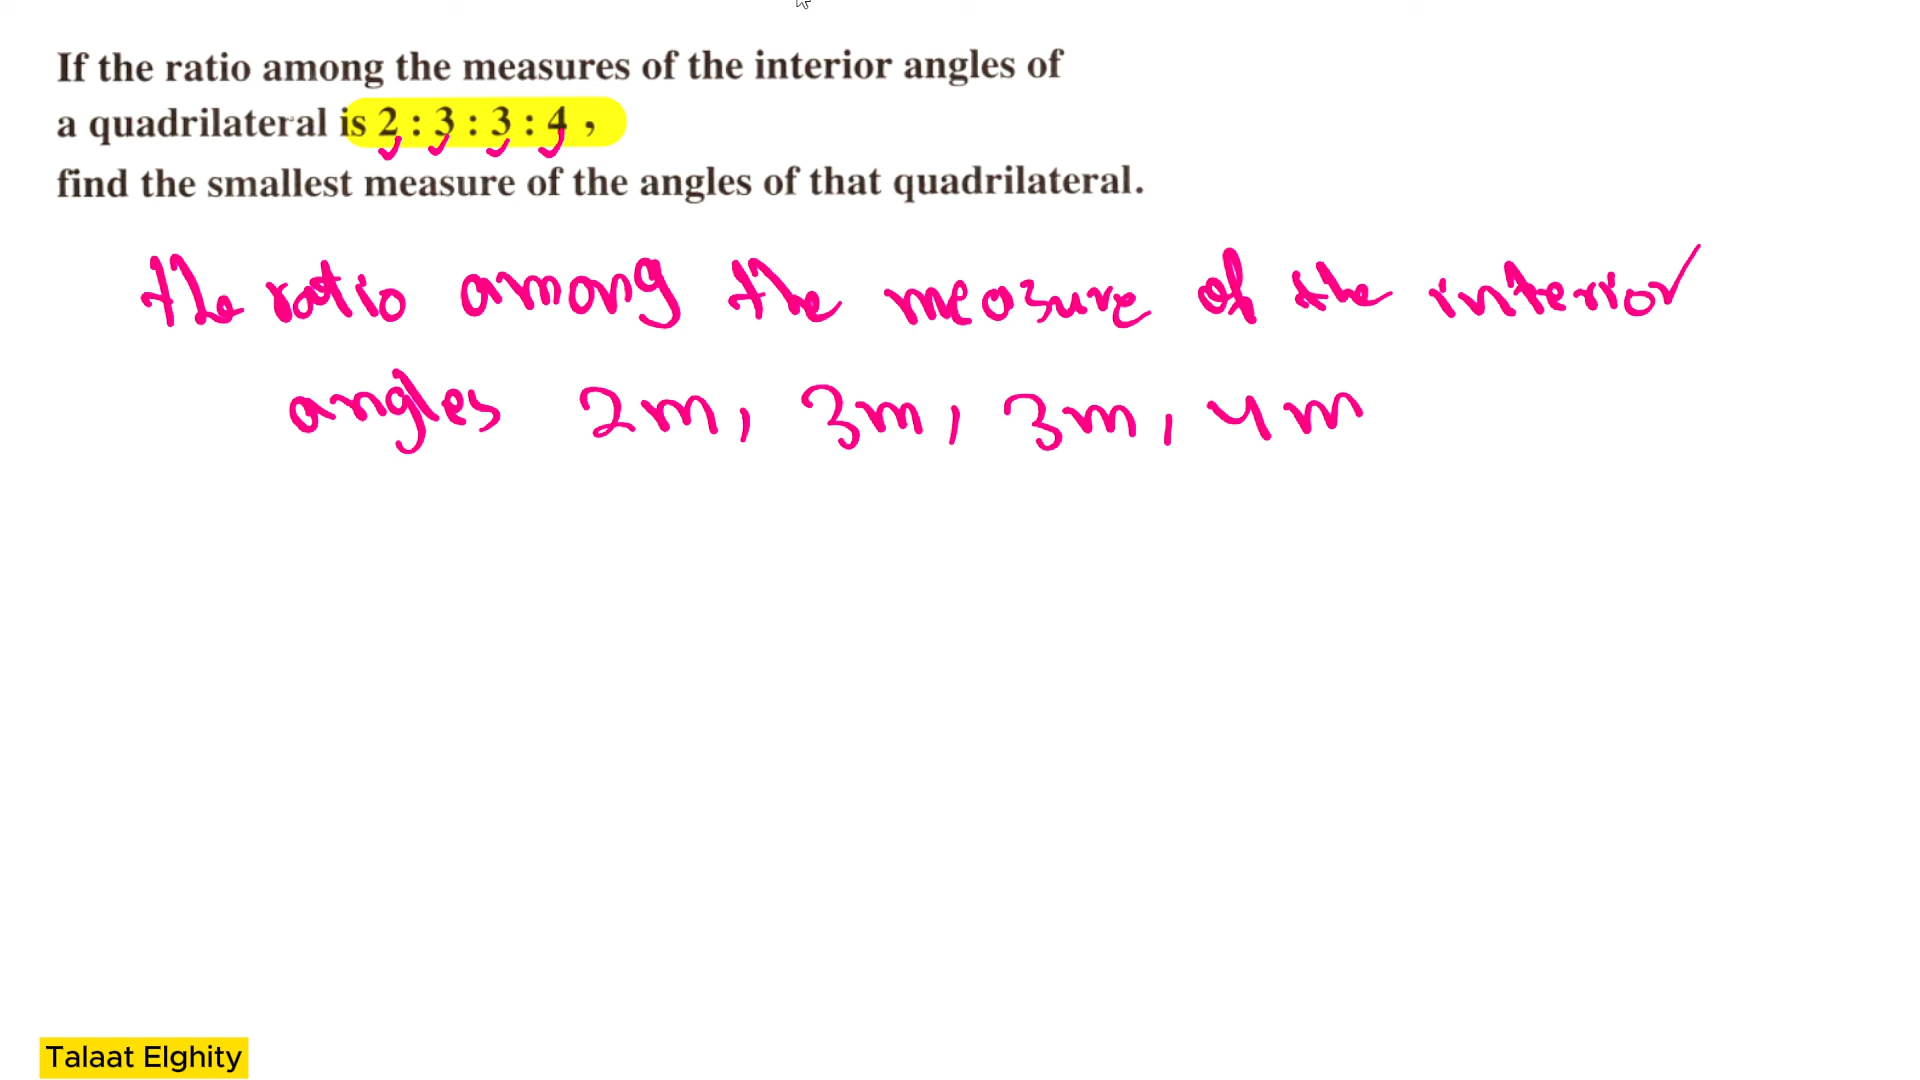 If the ratio among the measures of the interior angles of
a quadrilateral is 2 : 3 : 3 : 4 ,
find the smallest measure of the angles of that quadrilateral.
the ratio among the measure of the interior
angles 2m, 3m, 3m, 4m
Talaat Elghity